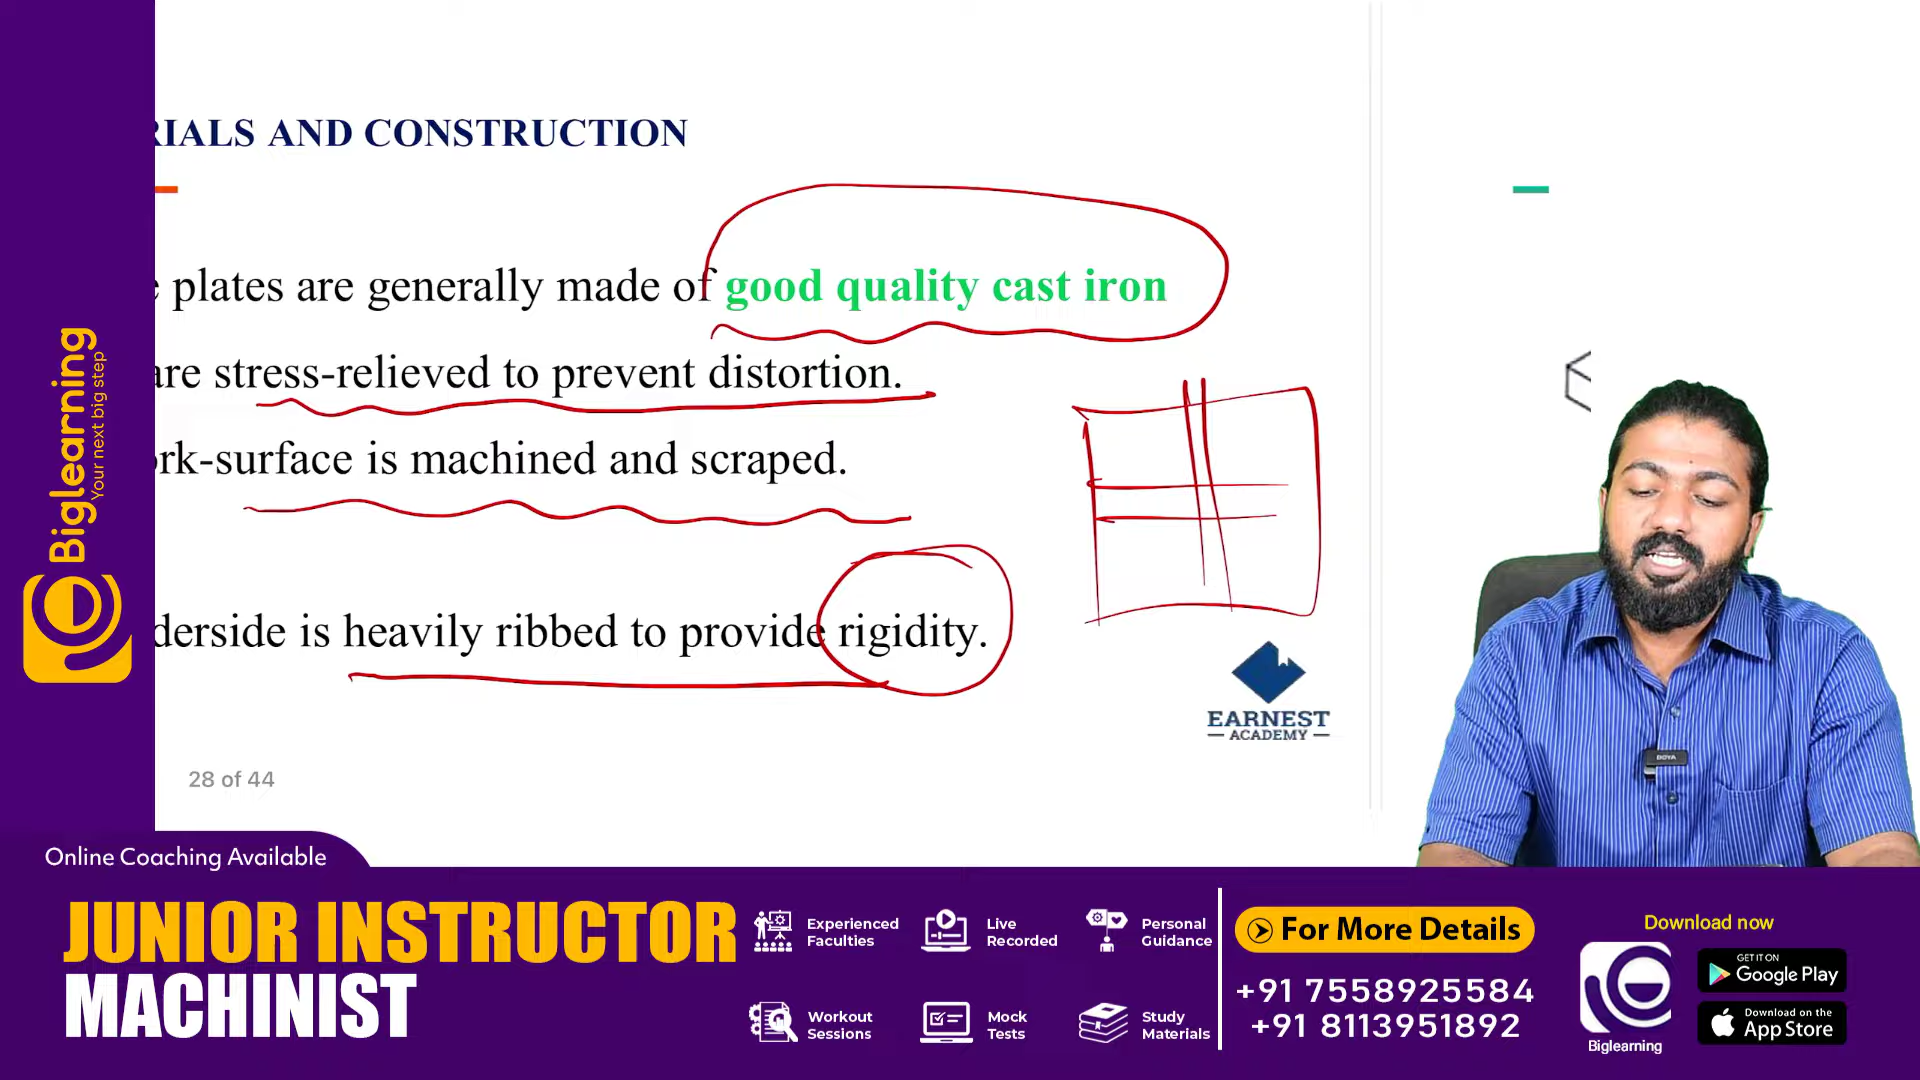 RIALS AND CONSTRUCTION
e plates are generally made of good quality cast iron
are stress-relieved to prevent distortion.
ork-surface is machined and scraped.
derside is heavily ribbed to provide rigidity.
EARNEST
ACADEMY
28 of 44
Biglearning
Your next big step
BOYA
Online Coaching Available
JUNIOR INSTRUCTOR
MACHINIST
Experienced
Faculties
Live
Recorded
Personal
Guidance
Workout
Sessions
Mock
Tests
Study
Materials
For More Details
+91 7558925584
+91 8113951892
Download now
Biglearning
GET IT ON
Google Play
Download on the
App Store